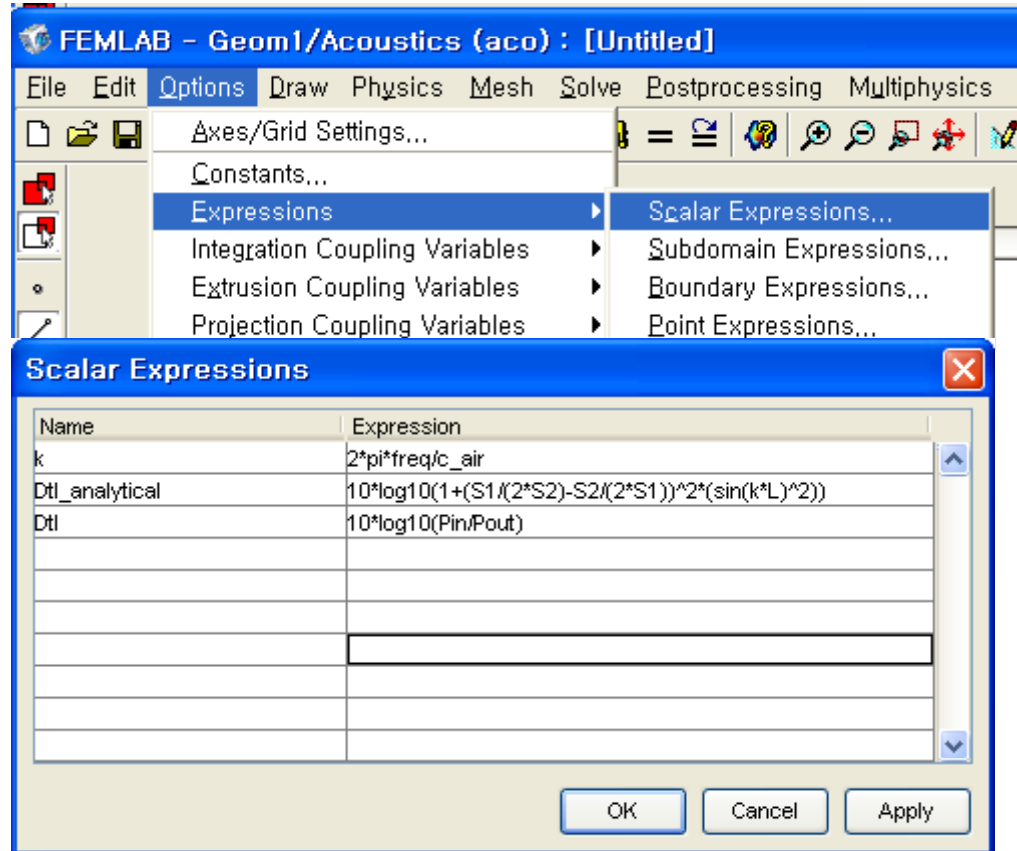 FEMLAB - Geom1/Acoustics (aco) : [Untitled]
File Edit Options Draw Physics Mesh Solve Postprocessing Multiphysics
Axes/Grid Settings...
Constants...
Expressions
Scalar Expressions...
Integration Coupling Variables
Subdomain Expressions...
Extrusion Coupling Variables
Boundary Expressions...
Projection Coupling Variables
Point Expressions...
Scalar Expressions
Name Expression
k 2*pi*freq/c_air
Dtl_analytical 10*log10(1+(S1/(2*S2)-S2/(2*S1))^2*(sin(k*L)^2))
Dtl 10*log10(Pin/Pout)
OK Cancel Apply